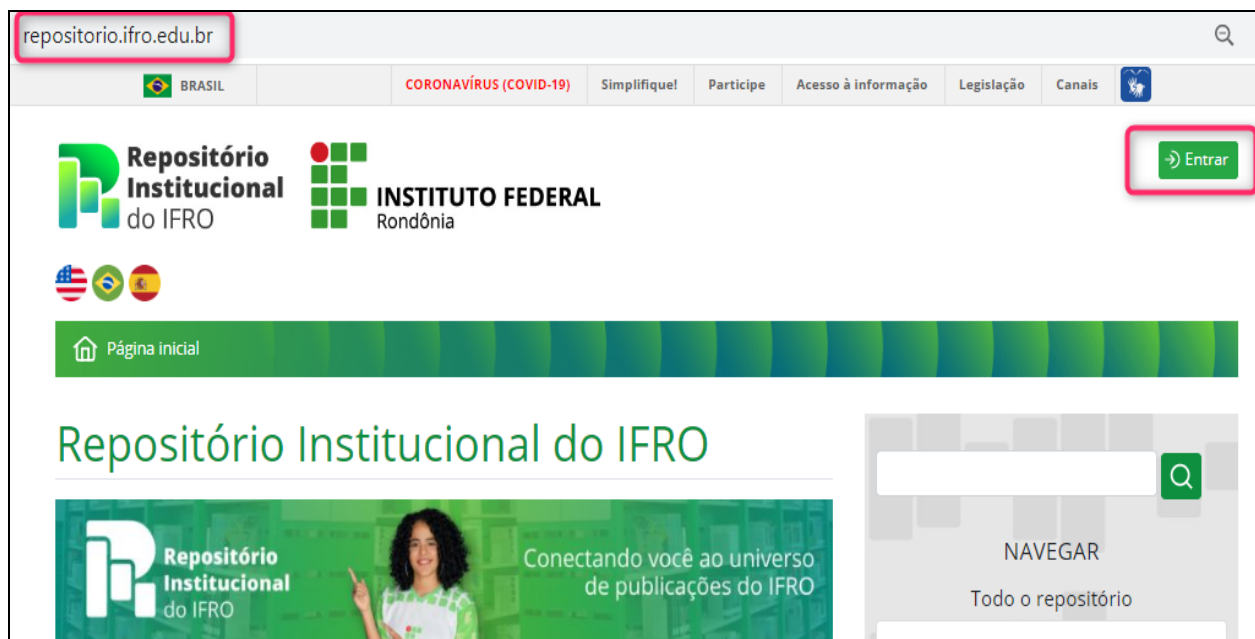 repositorio.ifro.edu.br
BRASIL CORONAVÍRUS (COVID-19) Simplifique! Participe Acesso à informação Legislação Canais
Repositório
Institucional
do IFRO
INSTITUTO FEDERAL
Rondônia
Entrar
Página inicial
Repositório Institucional do IFRO
Repositório
Institucional
do IFRO
Conectando você ao universo
de publicações do IFRO
NAVEGAR
Todo o repositório